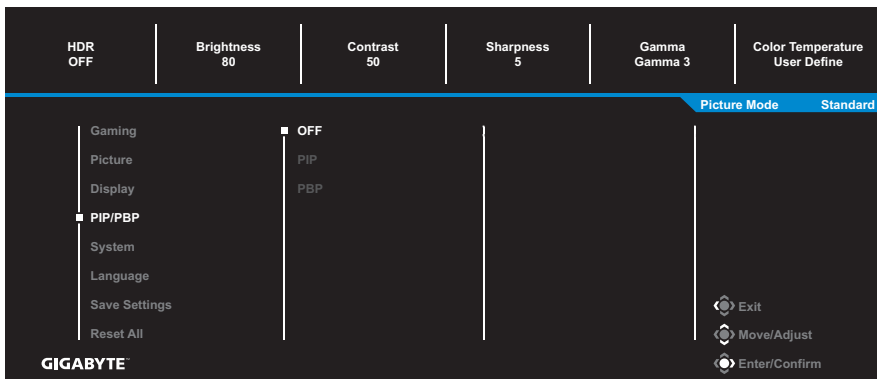 HDR Brightness Contrast Sharpness Gamma Color Temperature
OFF 80 50 5 Gamma 3 User Define
Picture Mode Standard
Gaming OFF
Picture PIP
Display PBP
PIP/PBP
System
Language
Save Settings Exit
Reset All Move/Adjust
GIGABYTE™ Enter/Confirm